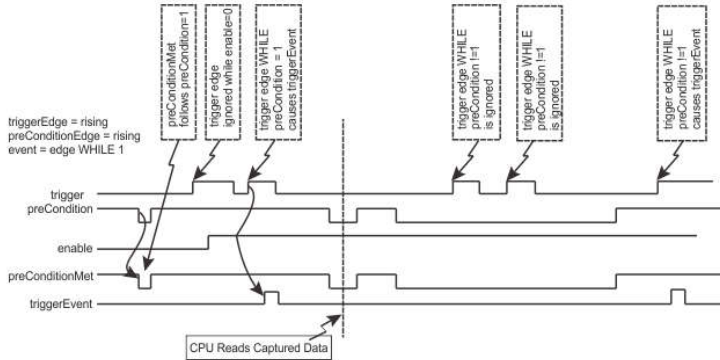 preConditionMet
follows preCondition=1
trigger edge
ignored while enable=0
trigger edge WHILE
preCondition = 1
causes triggerEvent
trigger edge WHILE
preCondition !=1
is ignored
trigger edge WHILE
preCondition !=1
is ignored
trigger edge WHILE
preCondition !=1
causes triggerEvent
triggerEdge = rising
preConditionEdge = rising
event = edge WHILE 1
trigger
preCondition
enable
preConditionMet
triggerEvent
CPU Reads Captured Data